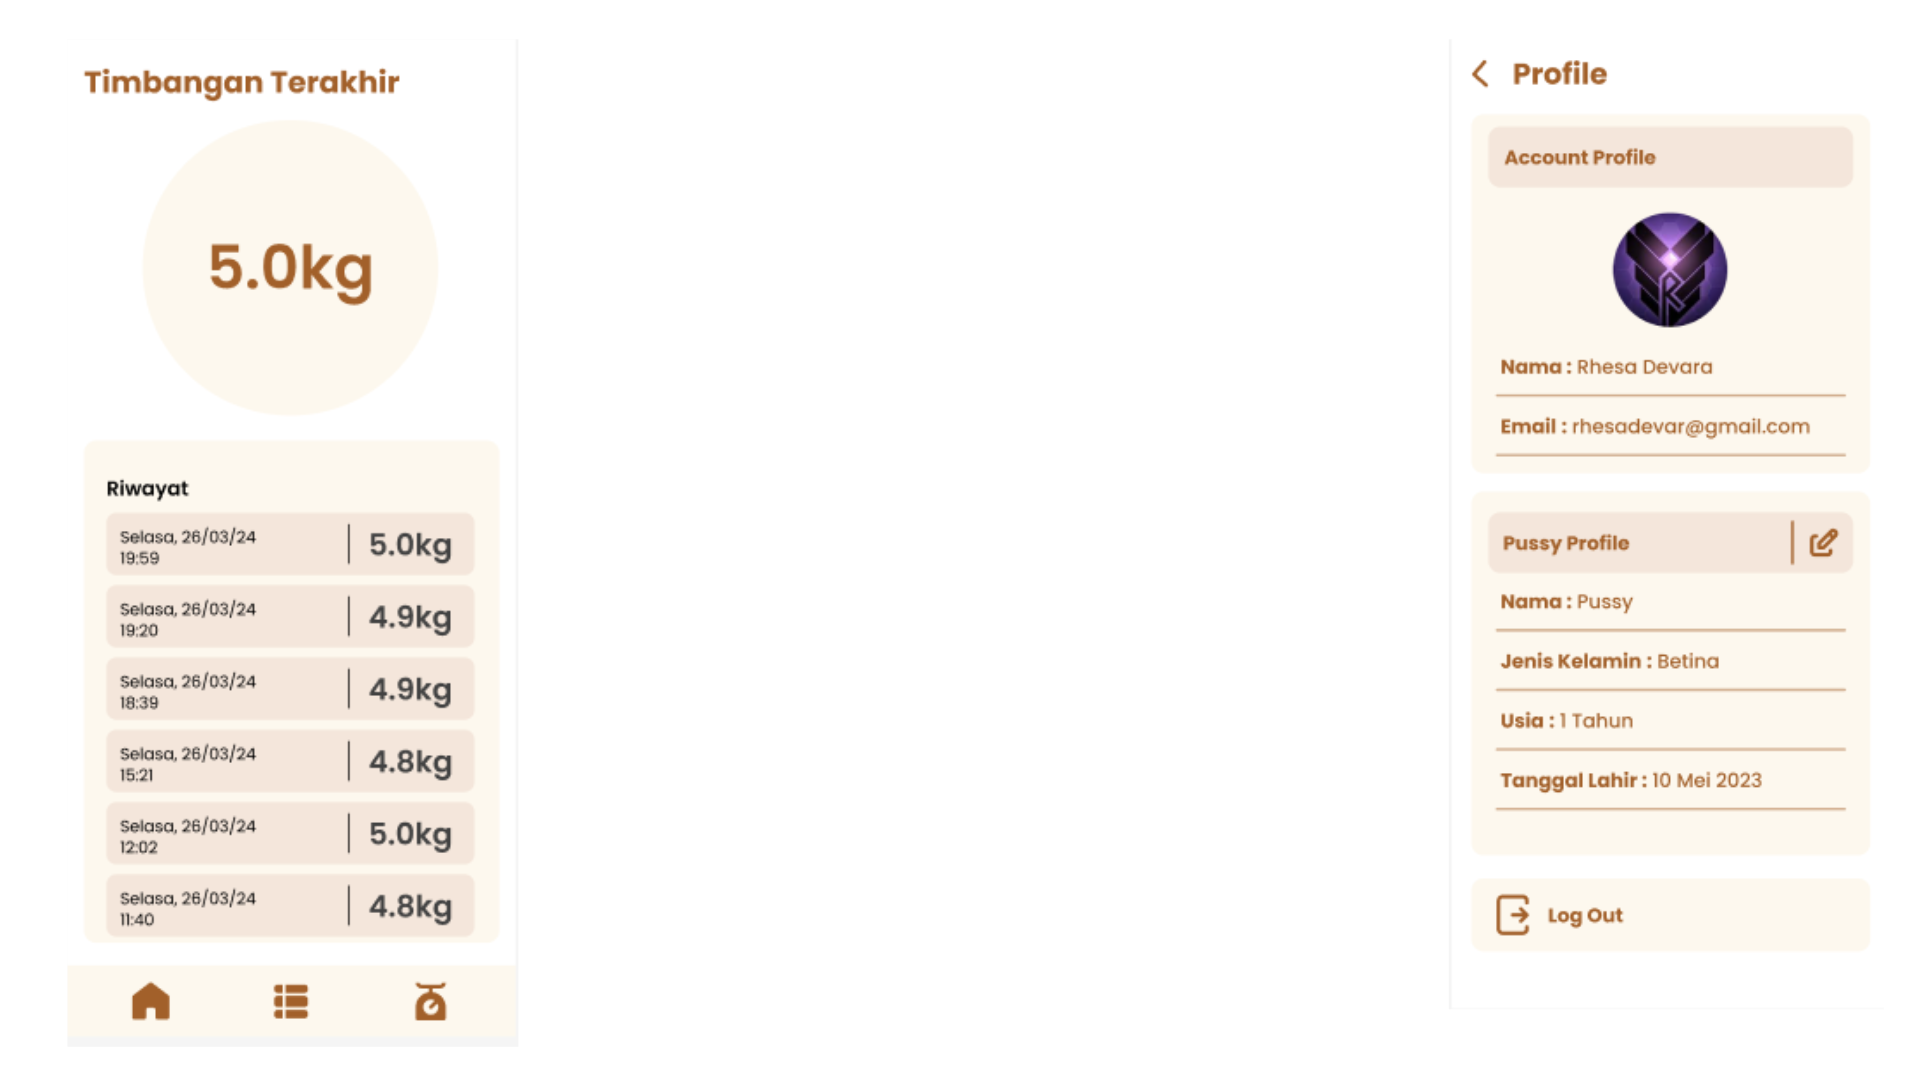 Timbangan Terakhir
5.0kg
Riwayat
Selasa, 26/03/24
19:59
5.0kg
Selasa, 26/03/24
19:20
4.9kg
Selasa, 26/03/24
18:39
4.9kg
Selasa, 26/03/24
15:21
4.8kg
Selasa, 26/03/24
12:02
5.0kg
Selasa, 26/03/24
11:40
4.8kg
Profile
Account Profile
Nama : Rhesa Devara
Email : rhesadevar@gmail.com
Pussy Profile
Nama : Pussy
Jenis Kelamin : Betina
Usia : 1 Tahun
Tanggal Lahir : 10 Mei 2023
Log Out